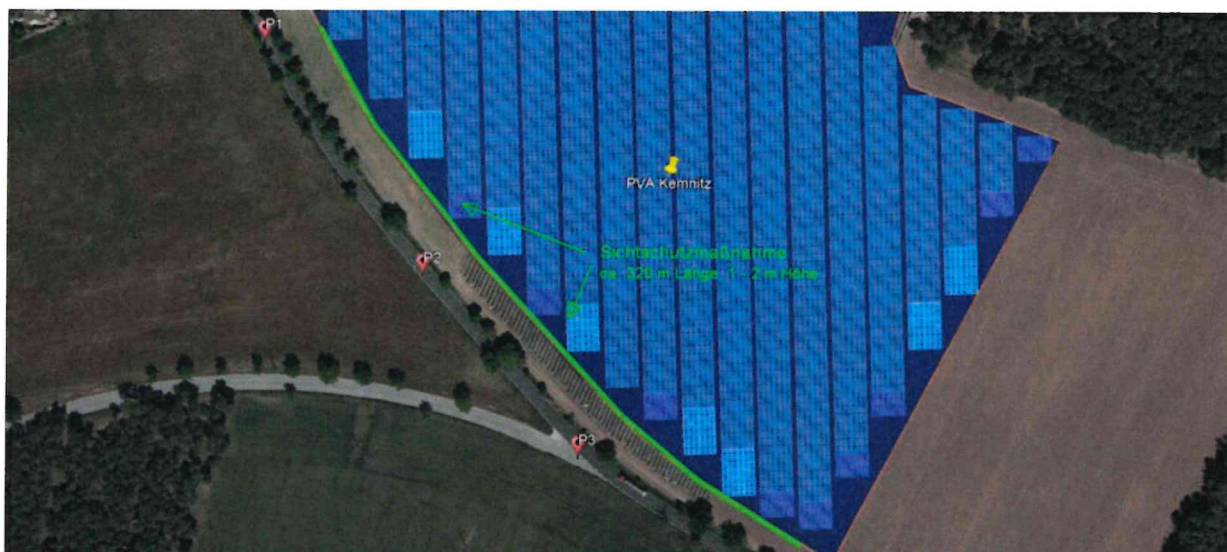 P1
PVA Kemnitz
Sichtschutzmaßnahme
ca. 320 m Länge, 1 - 2 m Höhe
P2
P3